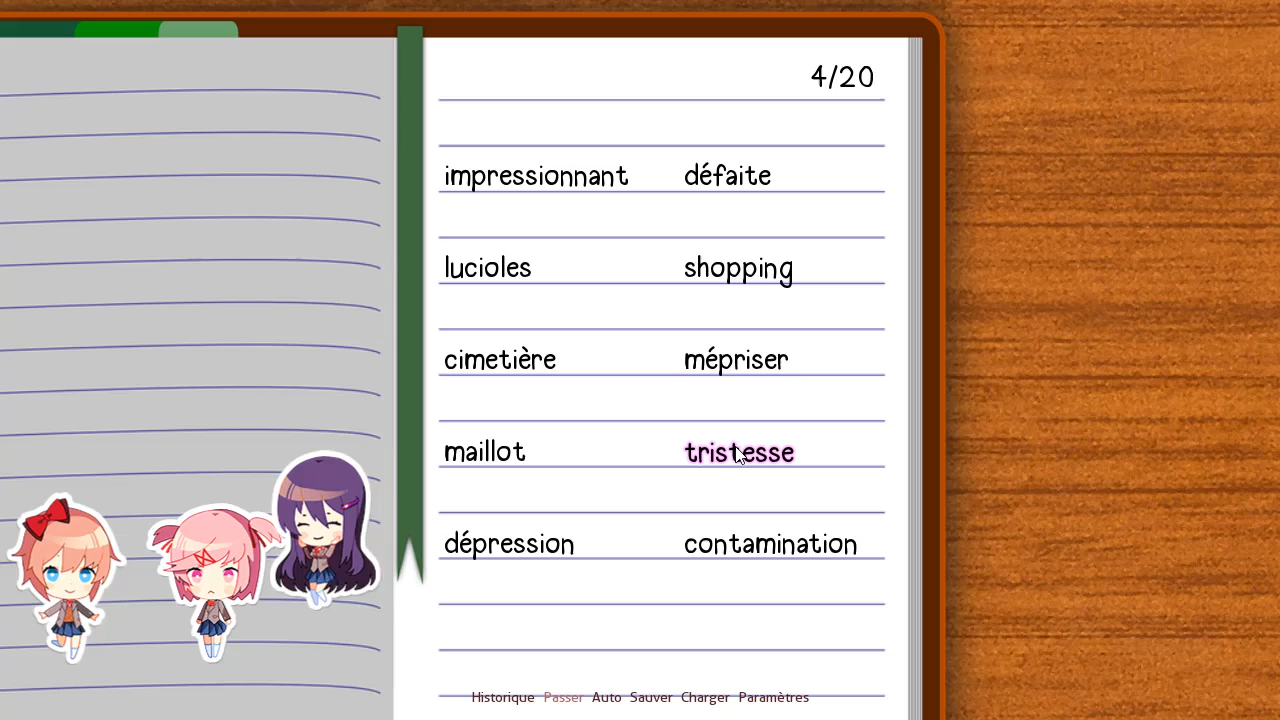 4/20
impressionnant défaite
lucioles shopping
cimetière mépriser
maillot tristesse
dépression contamination
Historique Passer Auto Sauver Charger Paramètres